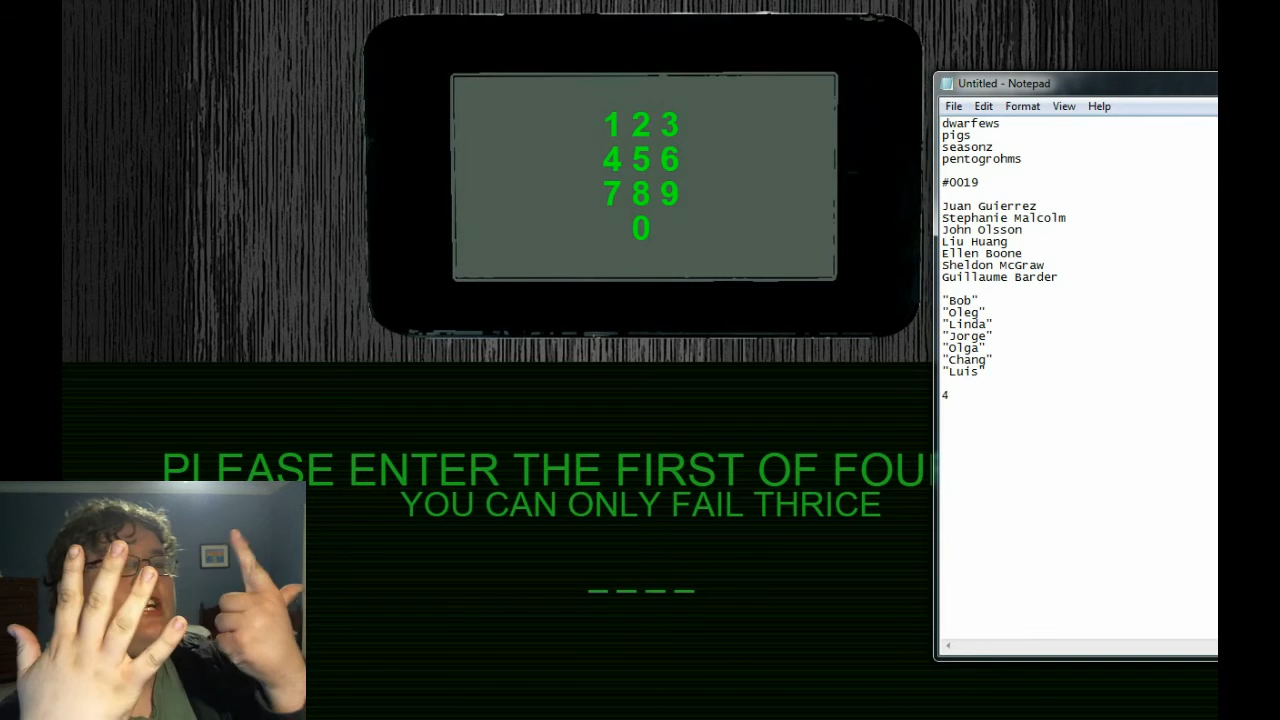 1 2 3
4 5 6
7 8 9
0
PLEASE ENTER THE FIRST OF FOUR
YOU CAN ONLY FAIL THRICE
_ _ _ _
Untitled - Notepad
File Edit Format View Help
dwarfews
pigs
seasonz
pentogrohms
#0019
Juan Guierrez
Stephanie Malcolm
John Olsson
Liu Huang
Ellen Boone
Sheldon McGraw
Guillaume Barder
"Bob"
"Oleg"
"Linda"
"Jorge"
"Olga"
"Chang"
"Luis"
4